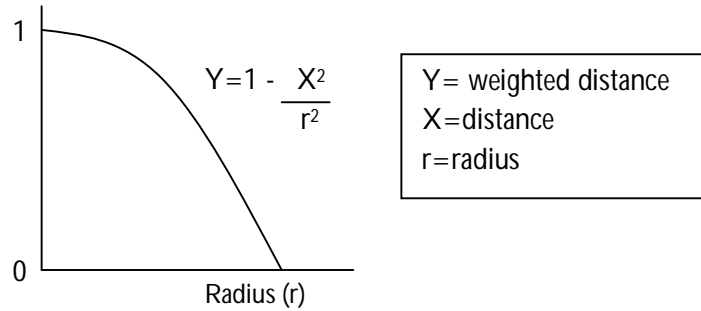 1
Y=1 - X²
r²
Y= weighted distance
X=distance
r=radius
0
Radius (r)